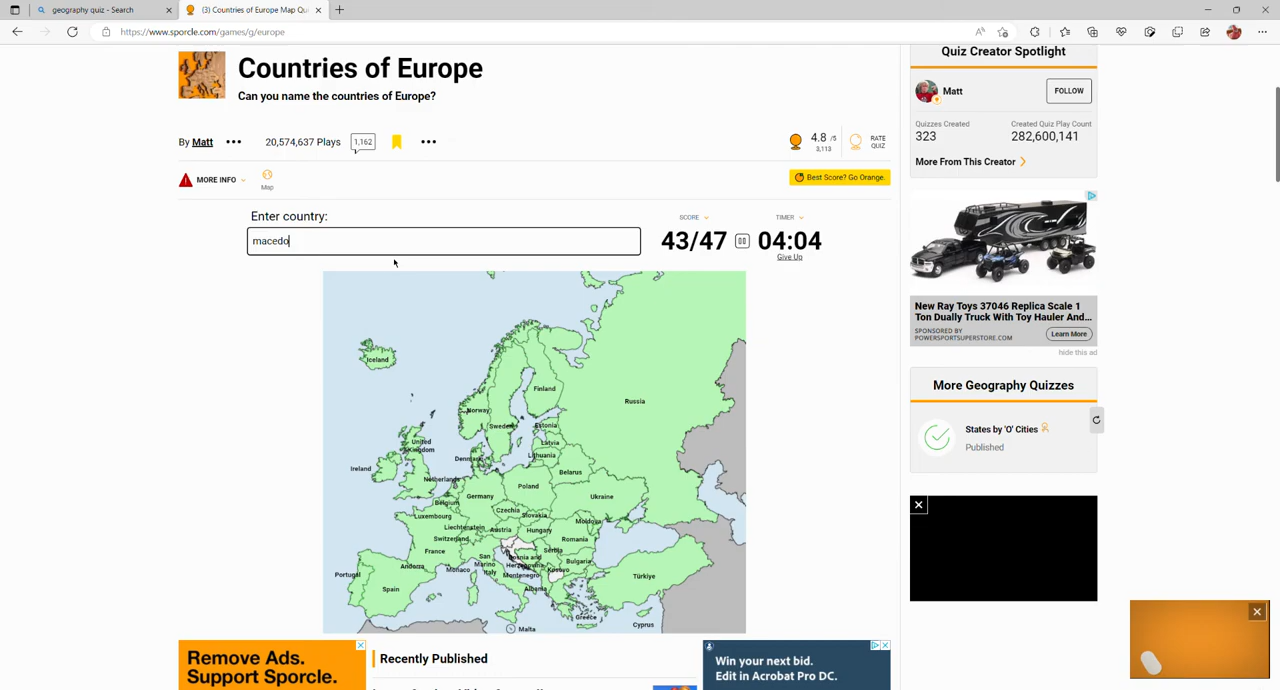 geography quiz - Search
(3) Countries of Europe Map Qu
https://www.sporcle.com/games/g/europe
Countries of Europe
Can you name the countries of Europe?
By Matt
20,574,637 Plays
1,162
4.8 /5
3,113
RATE
QUIZ
MORE INFO
Map
Best Score? Go Orange.
Enter country:
macedo
SCORE
43/47
TIMER
04:04
Give Up
Iceland
Finland
Russia
Norway
Sweden
Estonia
United
Kingdom
Latvia
Ireland
Denmark
Lithuania
Netherlands
Belarus
Belgium
Germany
Poland
Ukraine
Luxembourg
Czechia
Slovakia
Moldova
Liechtenstein
Austria
Hungary
Switzerland
Romania
France
San
Marino
Bosnia and
Herzegovina
Serbia
Bulgaria
Andorra
Monaco
Italy
Montenegro
Kosovo
Portugal
Spain
Albania
Türkiye
Greece
Malta
Cyprus
Quiz Creator Spotlight
Matt
FOLLOW
Quizzes Created
323
Created Quiz Play Count
282,600,141
More From This Creator
New Ray Toys 37046 Replica Scale 1
Ton Dually Truck With Toy Hauler And...
SPONSORED BY
POWERSPORTSUPERSTORE.COM
Learn More
hide this ad
More Geography Quizzes
States by 'O' Cities
Published
Remove Ads.
Support Sporcle.
Recently Published
Win your next bid.
Edit in Acrobat Pro DC.